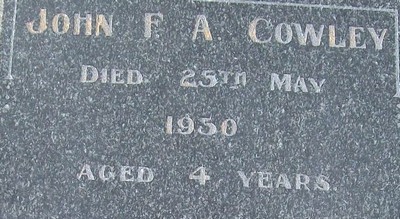 John F A Cowley
Died 25th May
1950
aged 4 years.